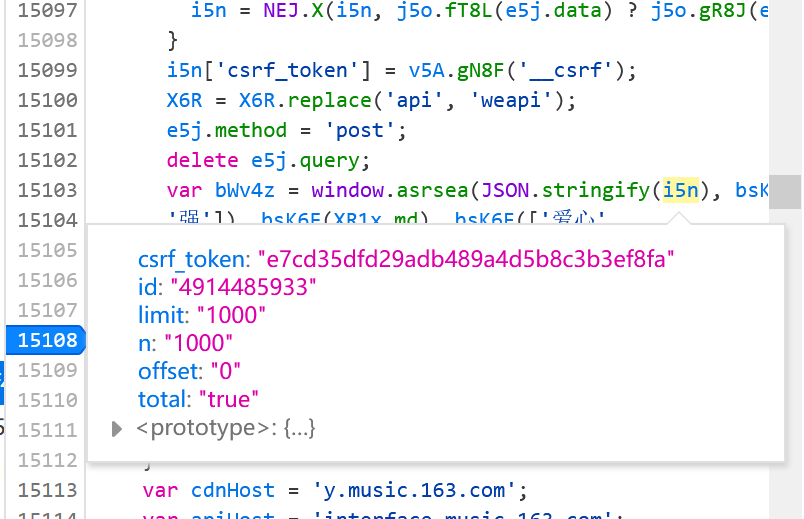 15097 i5n = NEJ.X(i5n, j5o.fT8L(e5j.data) ? j5o.gR8J(e
15098 }
15099 i5n['csrf_token'] = v5A.gN8F('__csrf');
15100 X6R = X6R.replace('api', 'weapi');
15101 e5j.method = 'post';
15102 delete e5j.query;
15103 var bWv4z = window.asrsea(JSON.stringify(i5n), bsK
15104 '强']), bsK6E(XR1x.md), bsK6E(['爱心'
15105
csrf_token: "e7cd35dfd29adb489a4d5b8c3b3ef8fa"
15106
id: "4914485933"
15107
limit: "1000"
15108
n: "1000"
15109
offset: "0"
15110
total: "true"
15111
<prototype>: {…}
15112 }
15113 var cdnHost = 'y.music.163.com';
15114 var apiHost = 'interface.music.163.com';